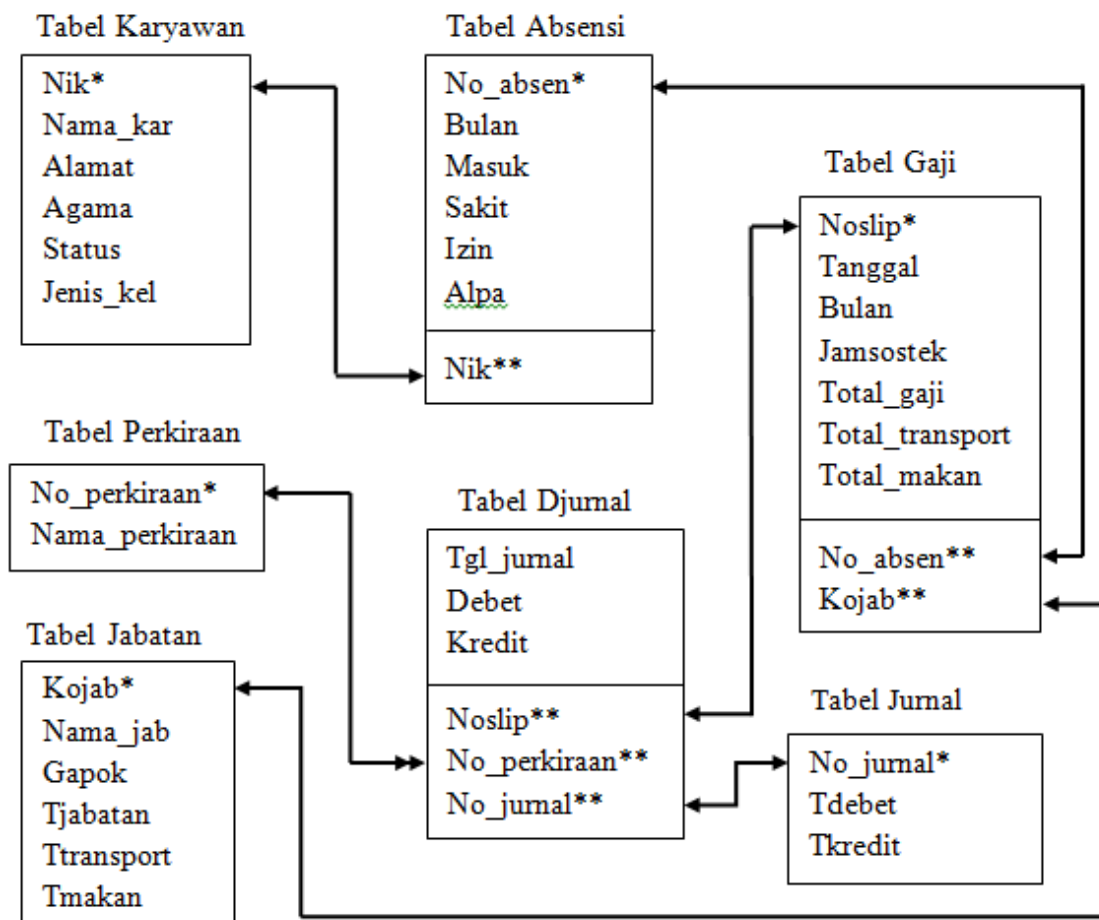 Tabel Karyawan
Nik*
Nama_kar
Alamat
Agama
Status
Jenis_kel
Tabel Absensi
No_absen*
Bulan
Masuk
Sakit
Izin
Alpa
Nik**
Tabel Gaji
Noslip*
Tanggal
Bulan
Jamsostek
Total_gaji
Total_transport
Total_makan
No_absen**
Kojab**
Tabel Perkiraan
No_perkiraan*
Nama_perkiraan
Tabel Djurnal
Tgl_jurnal
Debet
Kredit
Noslip**
No_perkiraan**
No_jurnal**
Tabel Jabatan
Kojab*
Nama_jab
Gapok
Tjabatan
Ttransport
Tmakan
Tabel Jurnal
No_jurnal*
Tdebet
Tkredit